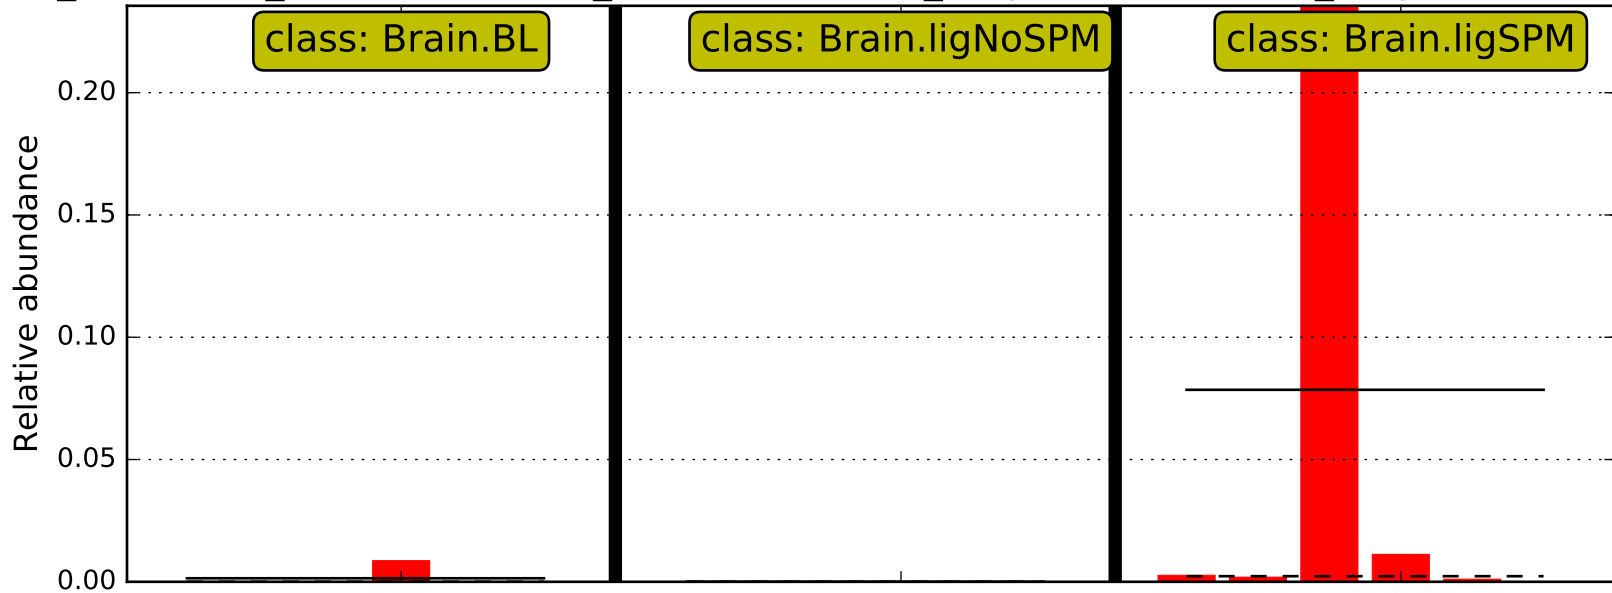 class: Brain.BL
class: Brain.ligNoSPM
class: Brain.ligSPM
Relative abundance
0.20
0.15
0.10
0.05
0.00